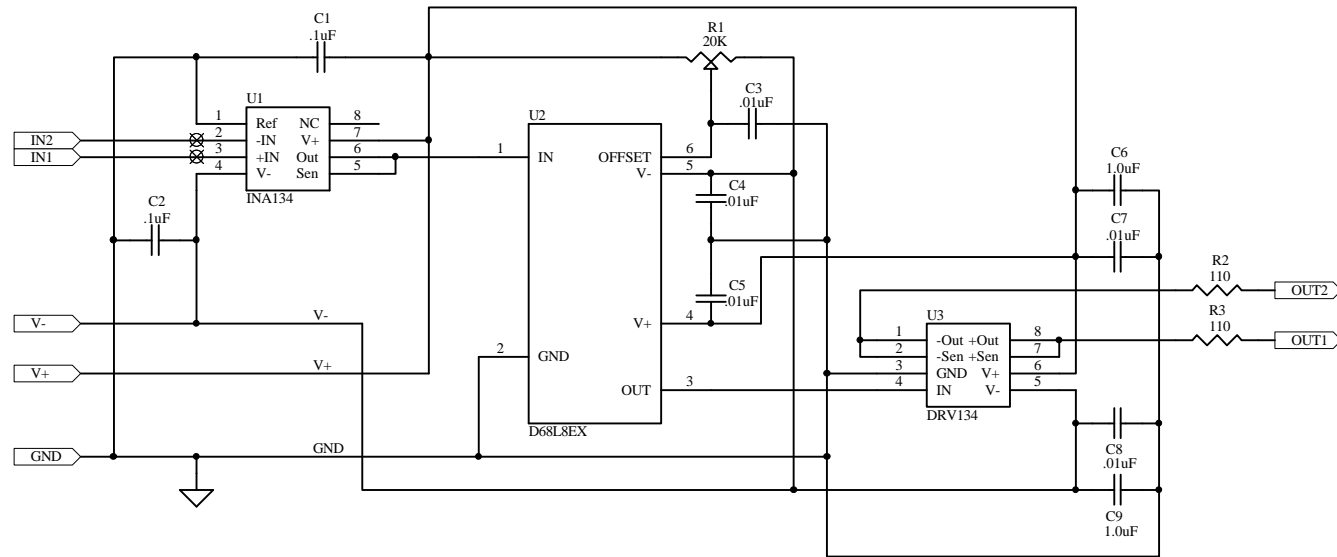 C1
.1uF
R1
20K
U1
1 Ref NC 8
2 -IN V+ 7
3 +IN Out 6
4 V- Sen 5
INA134
IN2
IN1
C2
.1uF
U2
1 IN
OFFSET 6
V- 5
V+ 4
2 GND
OUT 3
D68L8EX
C3
.01uF
C4
.01uF
C5
.01uF
C6
1.0uF
C7
.01uF
R2
110
OUT2
R3
110
OUT1
U3
1 -Out +Out 8
2 -Sen +Sen 7
3 GND V+ 6
4 IN V- 5
DRV134
V- V-
V+ V+
GND GND
C8
.01uF
C9
1.0uF